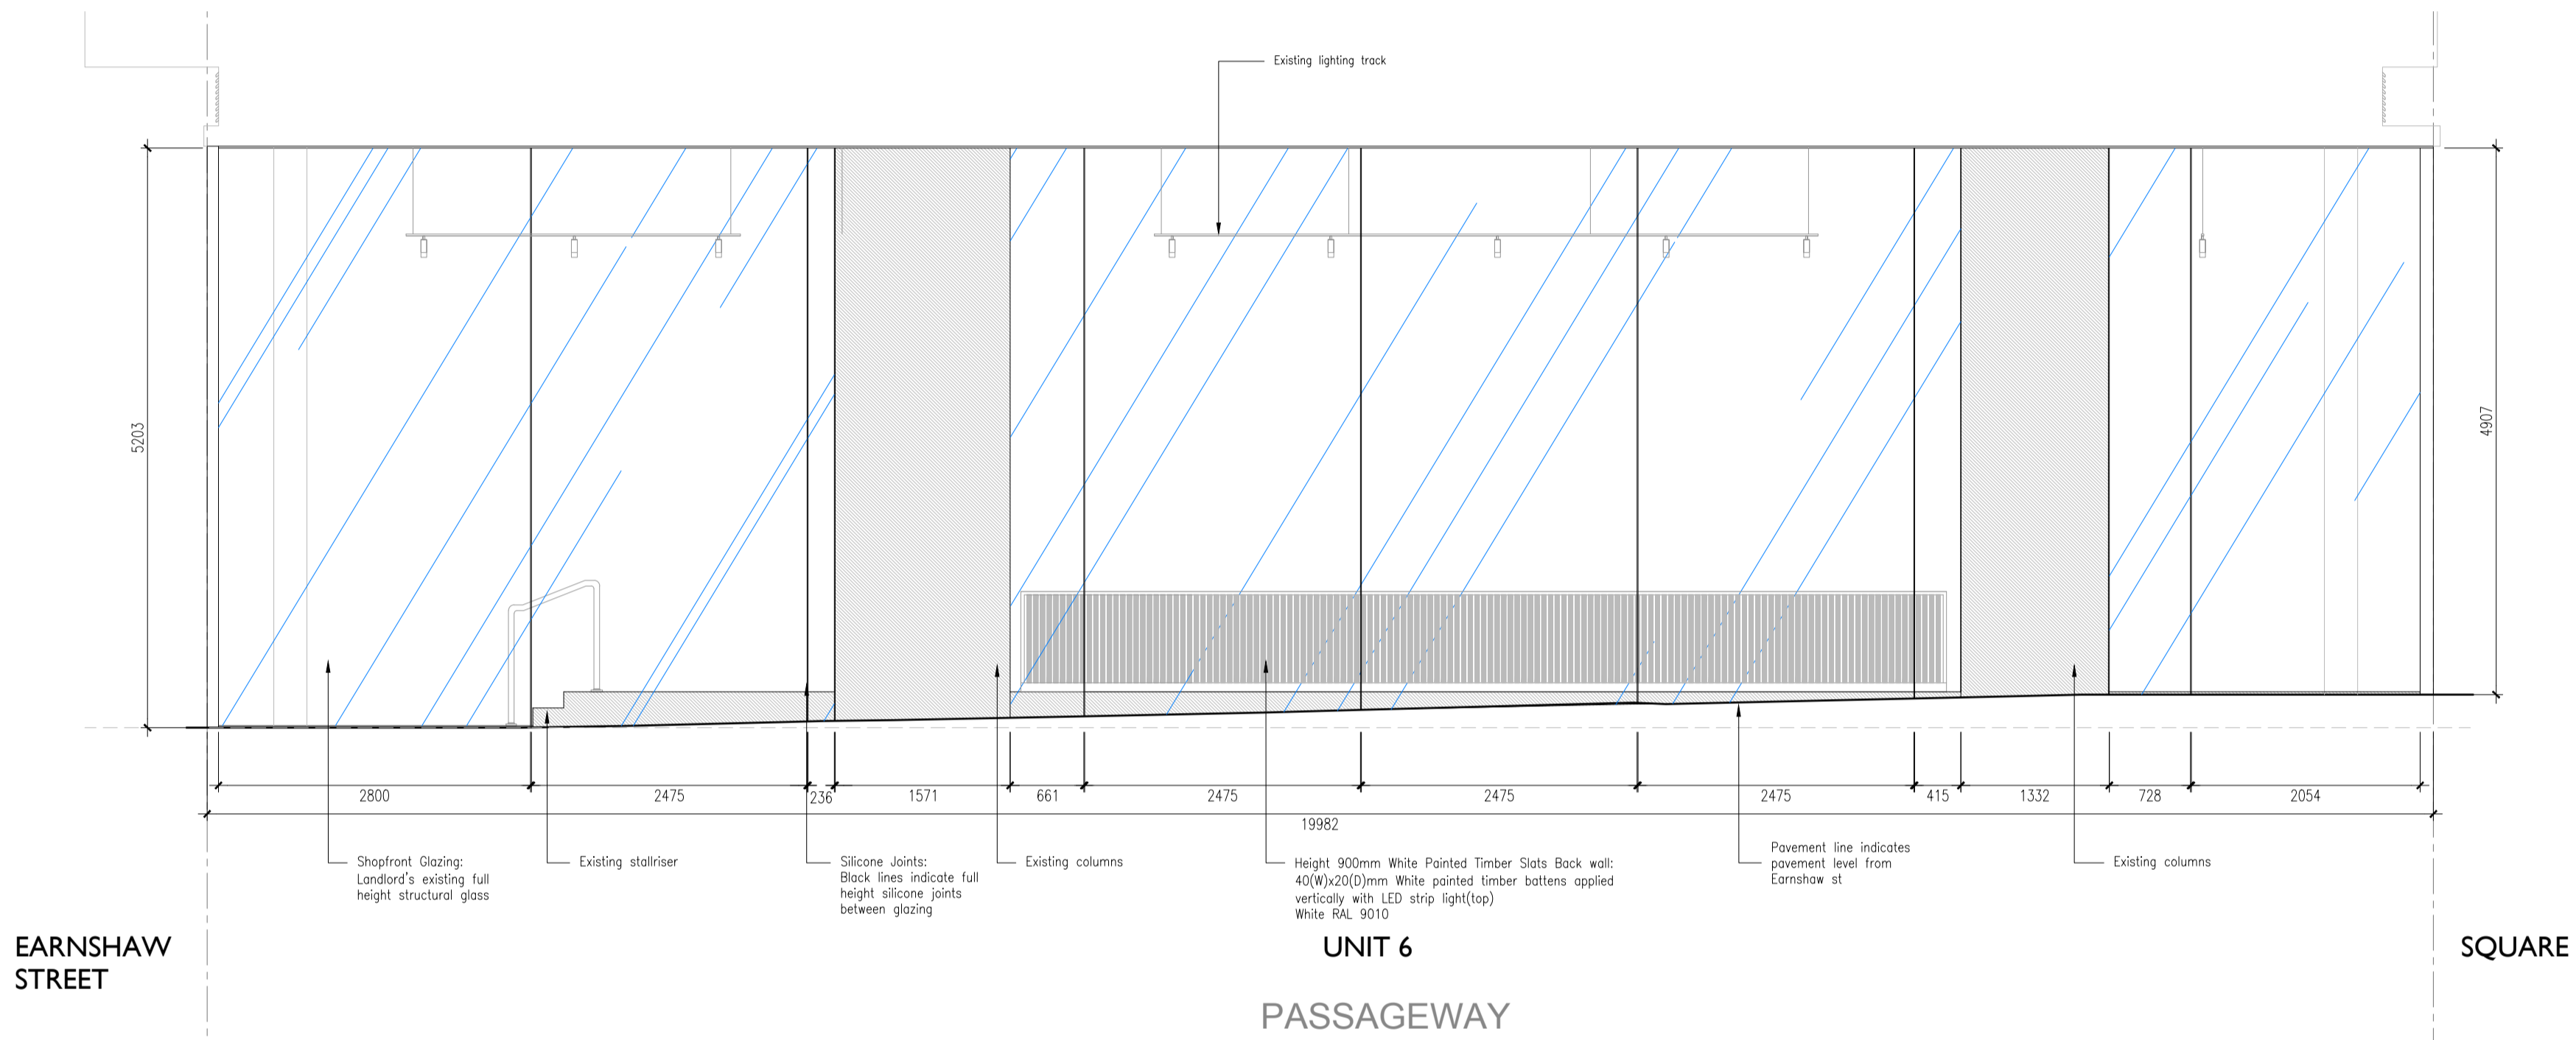 Existing lighting track
5203
4907
2800
2475
236
1571
661
2475
2475
2475
415
1332
728
2054
19982
Shopfront Glazing:
Landlord's existing full
height structural glass
Existing stallriser
Silicone Joints:
Black lines indicate full
height silicone joints
between glazing
Existing columns
Height 900mm White Painted Timber Slats Back wall:
40(W)x20(D)mm White painted timber battens applied
vertically with LED strip light(top)
White RAL 9010
Pavement line indicates
pavement level from
Earnshaw st
Existing columns
EARNSHAW
STREET
UNIT 6
SQUARE
PASSAGEWAY